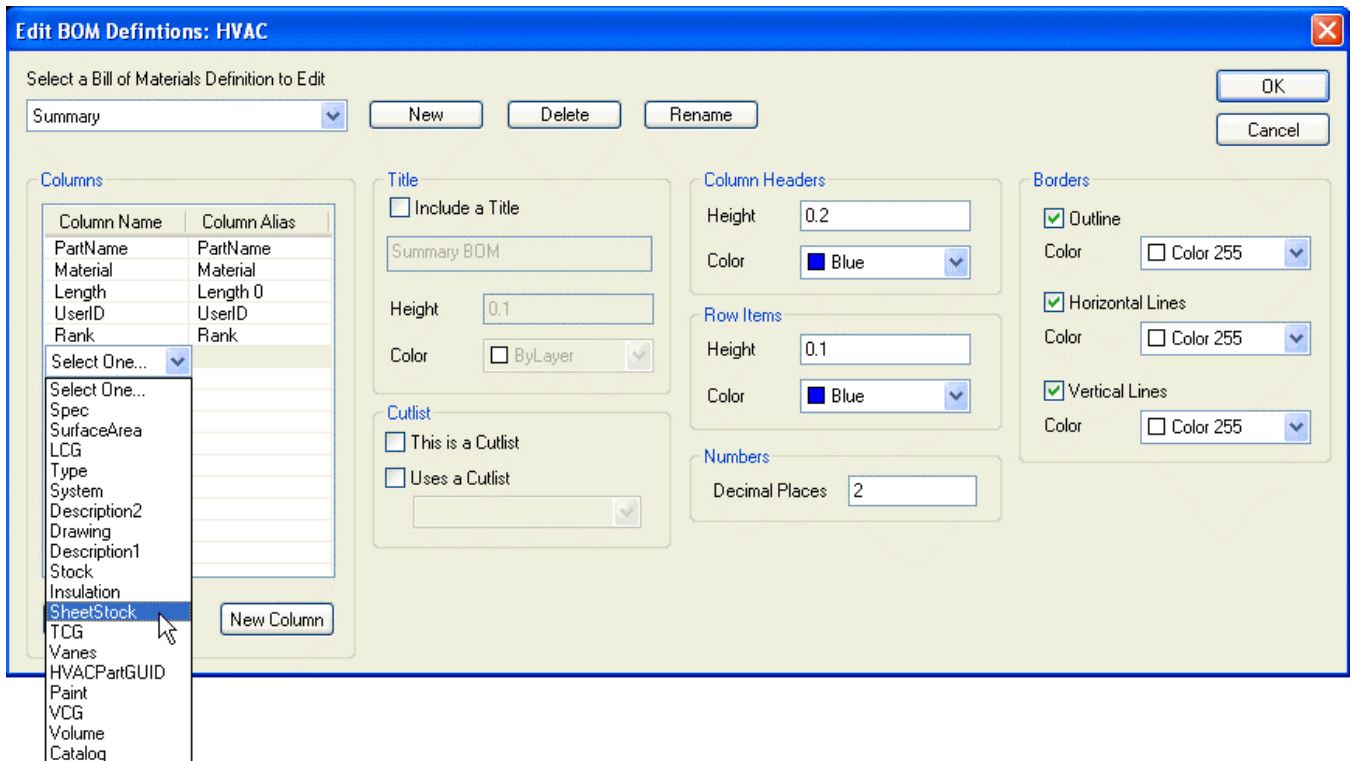 Edit BOM Defintions: HVAC
Select a Bill of Materials Definition to Edit
Summary
New
Delete
Rename
OK
Cancel
Columns
Column Name Column Alias
PartName PartName
Material Material
Length Length 0
UserID UserID
Rank Rank
Select One...
Select One...
Spec
SurfaceArea
LCG
Type
System
Description2
Drawing
Description1
Stock
Insulation
SheetStock
TCG
Vanes
HVACPartGUID
Paint
VCG
Volume
Catalog
New Column
Title
Include a Title
Summary BOM
Height 0.1
Color ByLayer
Cutlist
This is a Cutlist
Uses a Cutlist
Column Headers
Height 0.2
Color Blue
Row Items
Height 0.1
Color Blue
Numbers
Decimal Places 2
Borders
Outline
Color Color 255
Horizontal Lines
Color Color 255
Vertical Lines
Color Color 255